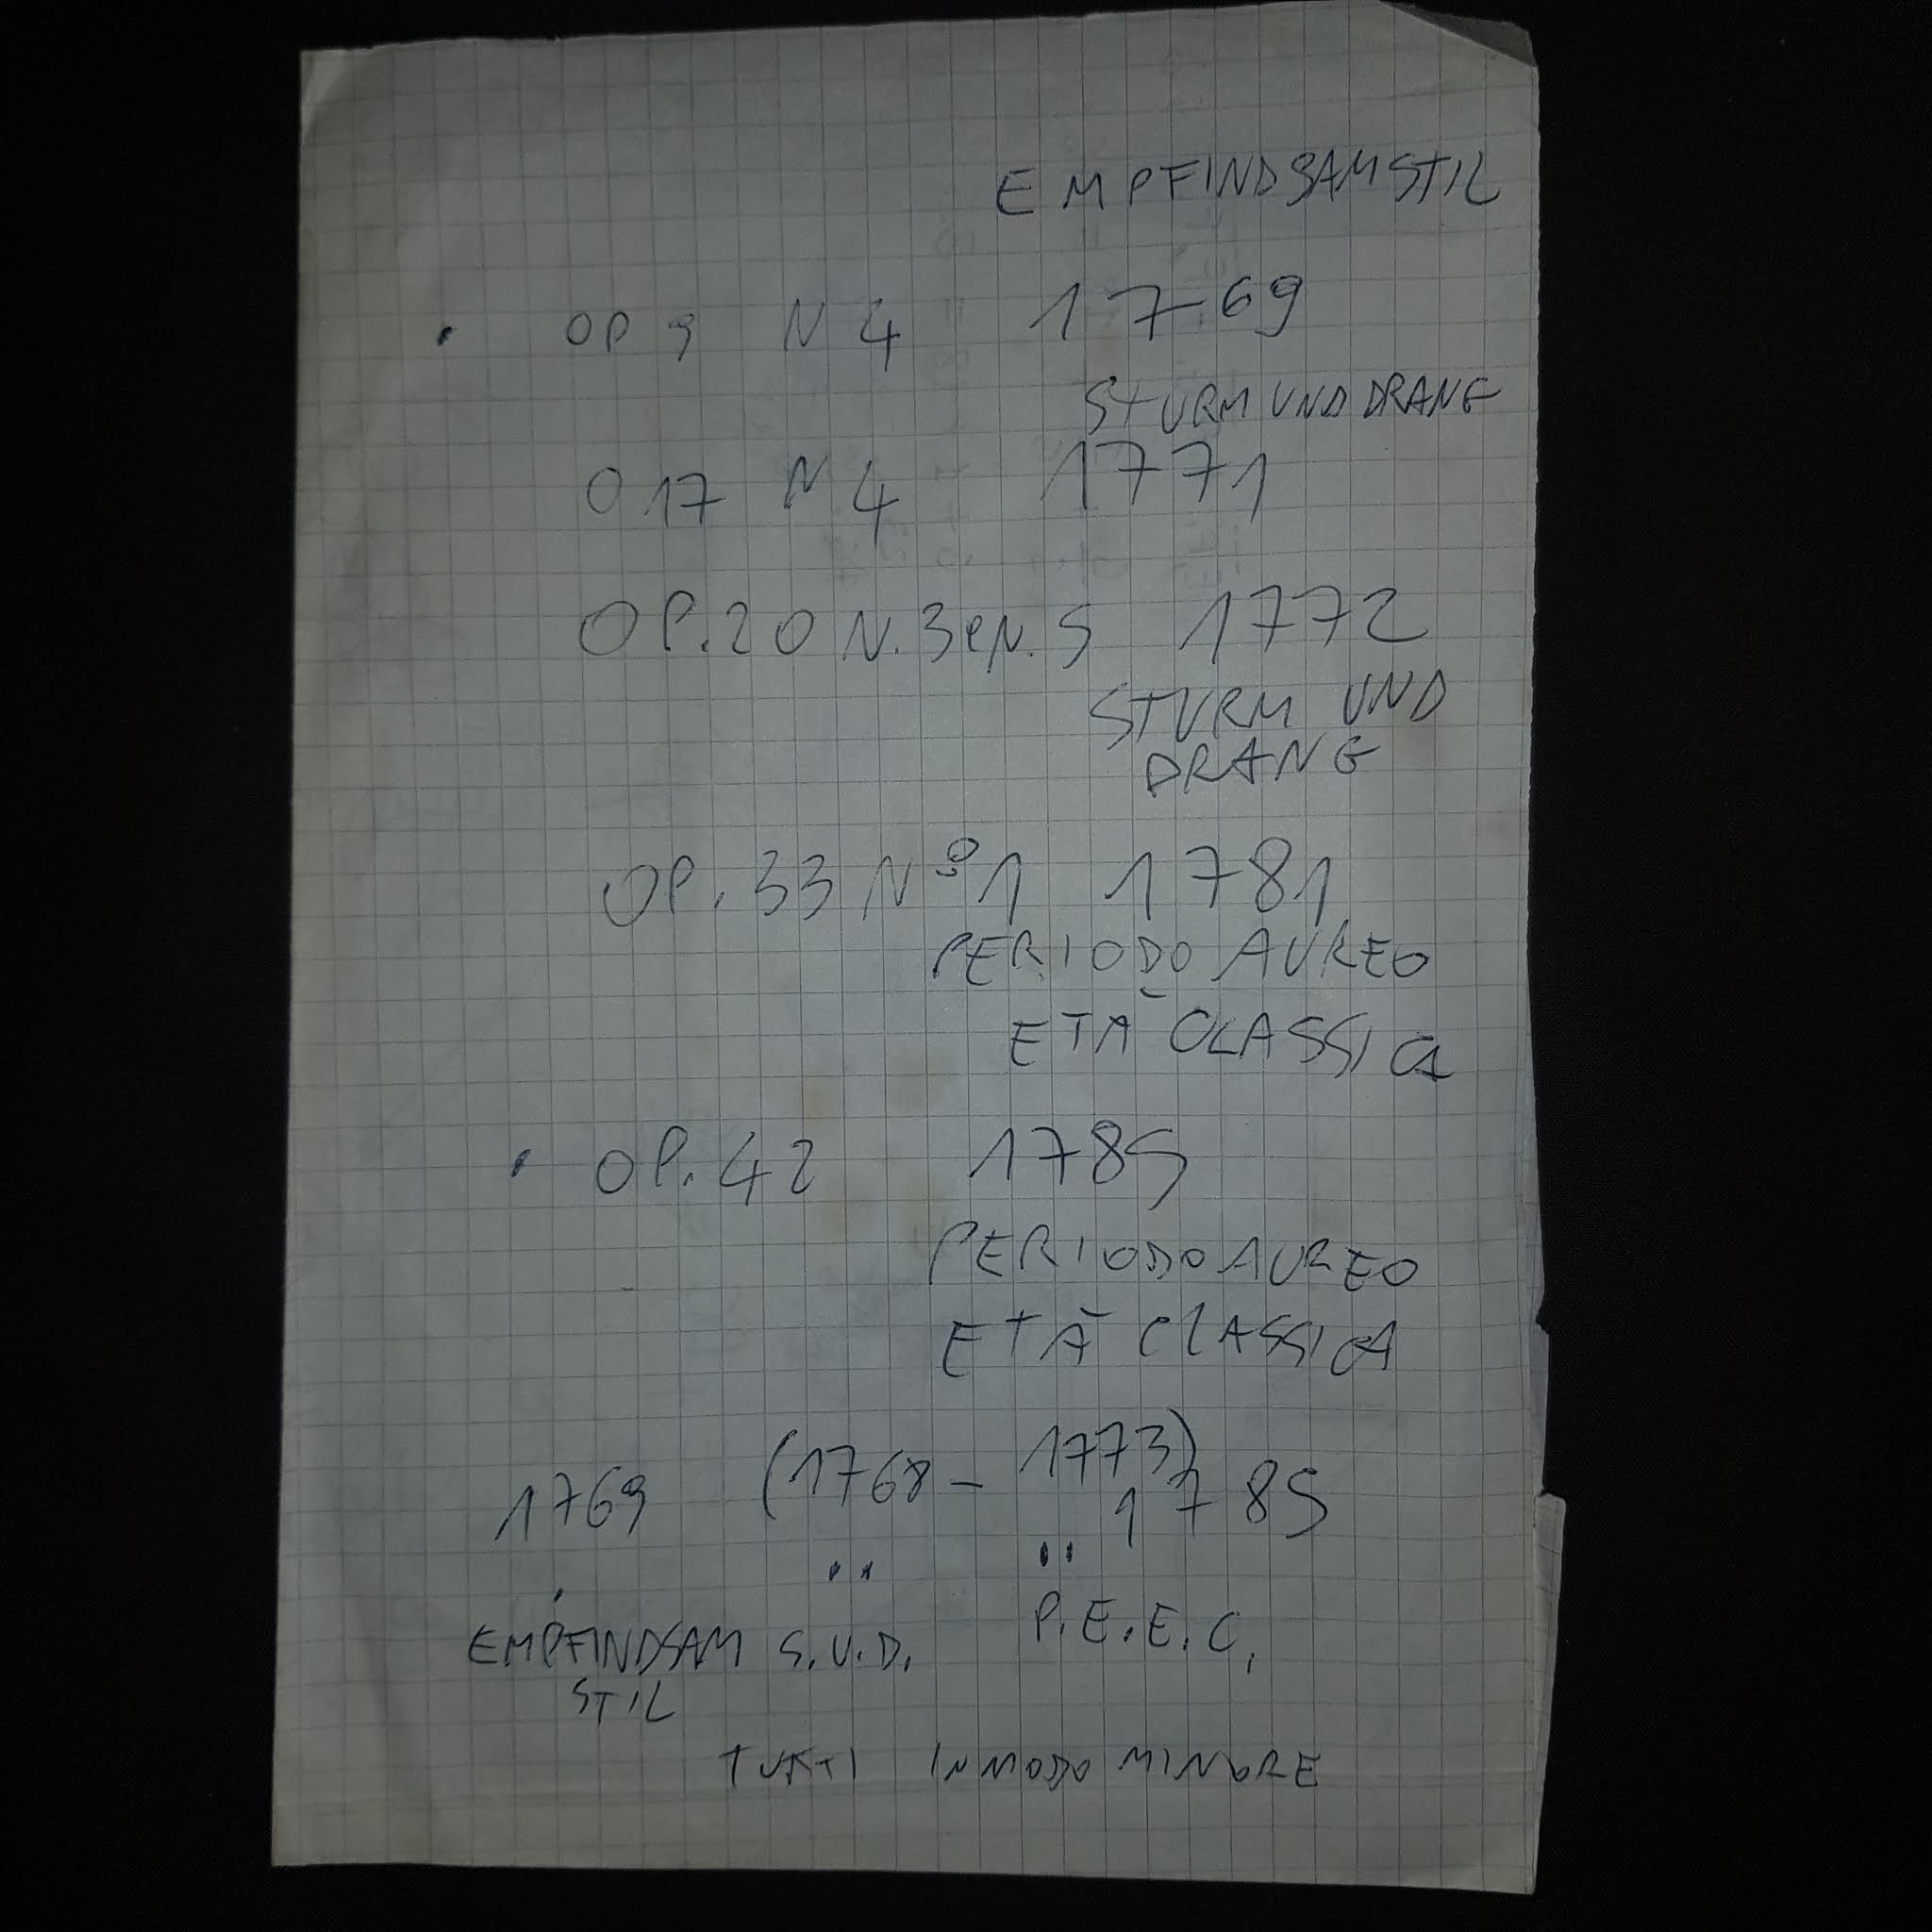 EMPFINDSAMSTIL
OP 9 N 4 1769
STURM UND DRANG
O 17 N 4 1771
OP.20 N.3 e N.5 1772
STURM UND
DRANG
OP.33 N°1 1781
PERIODO AUREO
ETÀ CLASSICA
OP.42 1785
PERIODO AUREO
ETÀ CLASSICA
1769 (1768 - 1773) 1785
EMPFINDSAM S.U.D. P.E.E.C.
STIL
TUTTI IN MODO MINORE